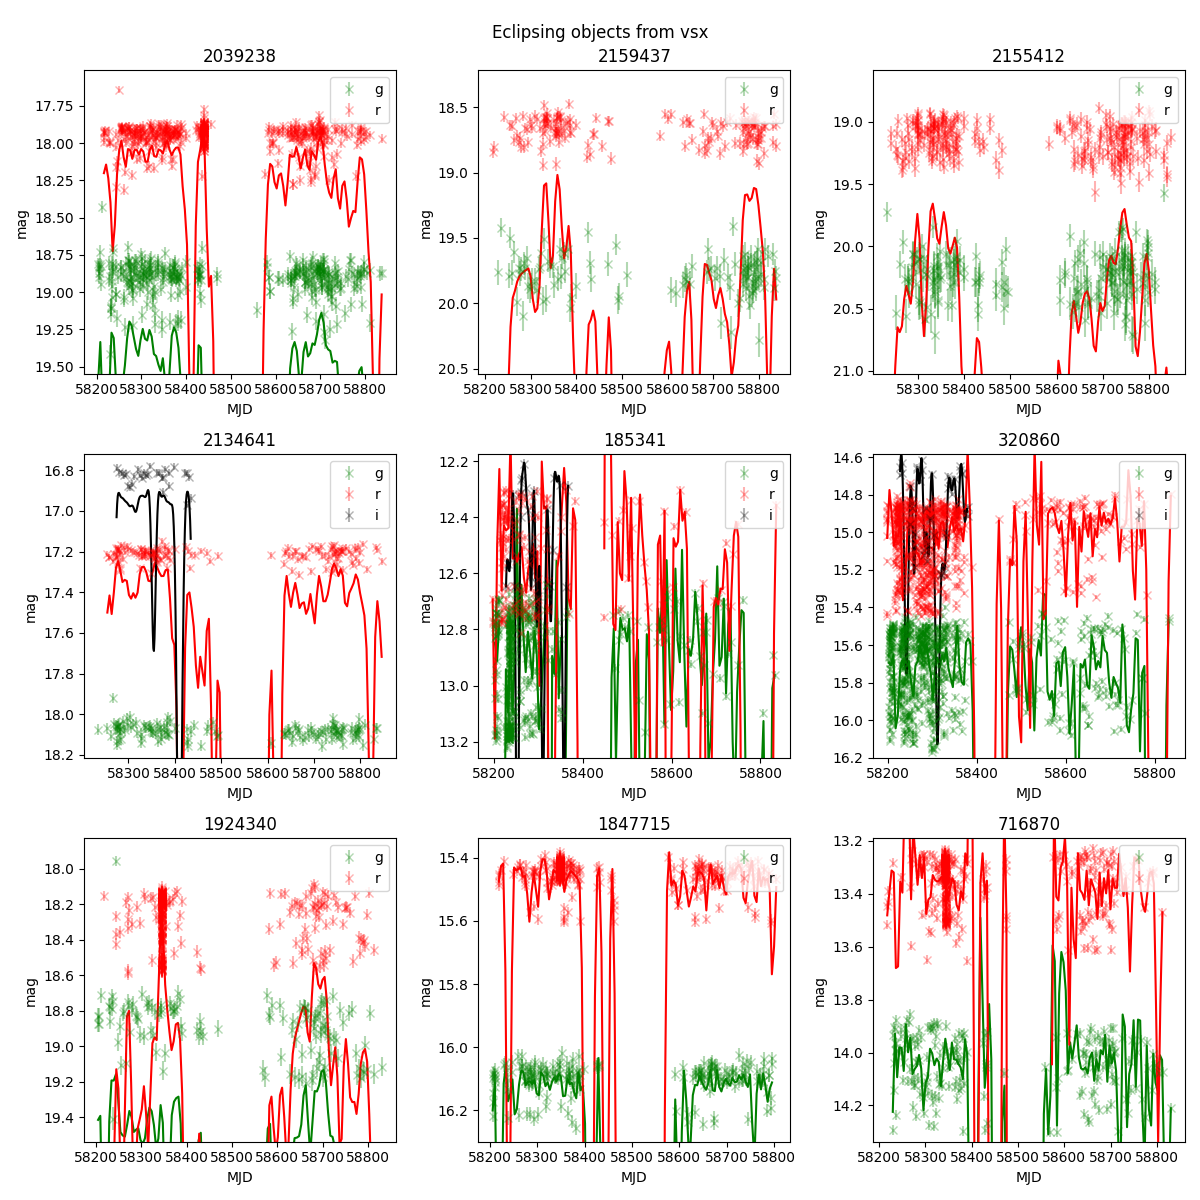 Eclipsing objects from vsx
2039238
2159437
2155412
g
r
g
r
g
r
17.75
18.00
18.25
18.50
18.75
19.00
19.25
19.50
mag
58200 58300 58400 58500 58600 58700 58800
MJD
18.5
19.0
19.5
20.0
20.5
mag
58200 58300 58400 58500 58600 58700 58800
MJD
19.0
19.5
20.0
20.5
21.0
mag
58300 58400 58500 58600 58700 58800
MJD
2134641
185341
320860
g
r
g
r
i
g
r
i
i
16.8
17.0
17.2
17.4
17.6
17.8
18.0
18.2
mag
58300 58400 58500 58600 58700 58800
MJD
12.2
12.4
12.6
12.8
13.0
13.2
mag
58200 58400 58600 58800
MJD
14.6
14.8
15.0
15.2
15.4
15.6
15.8
16.0
16.2
mag
58200 58400 58600 58800
MJD
1924340
1847715
716870
g
r
g
r
g
r
18.0
18.2
18.4
18.6
18.8
19.0
19.2
19.4
mag
58200 58300 58400 58500 58600 58700 58800
MJD
15.4
15.6
15.8
16.0
16.2
mag
58200 58300 58400 58500 58600 58700 58800
MJD
13.2
13.4
13.6
13.8
14.0
14.2
mag
58200 58300 58400 58500 58600 58700 58800
MJD